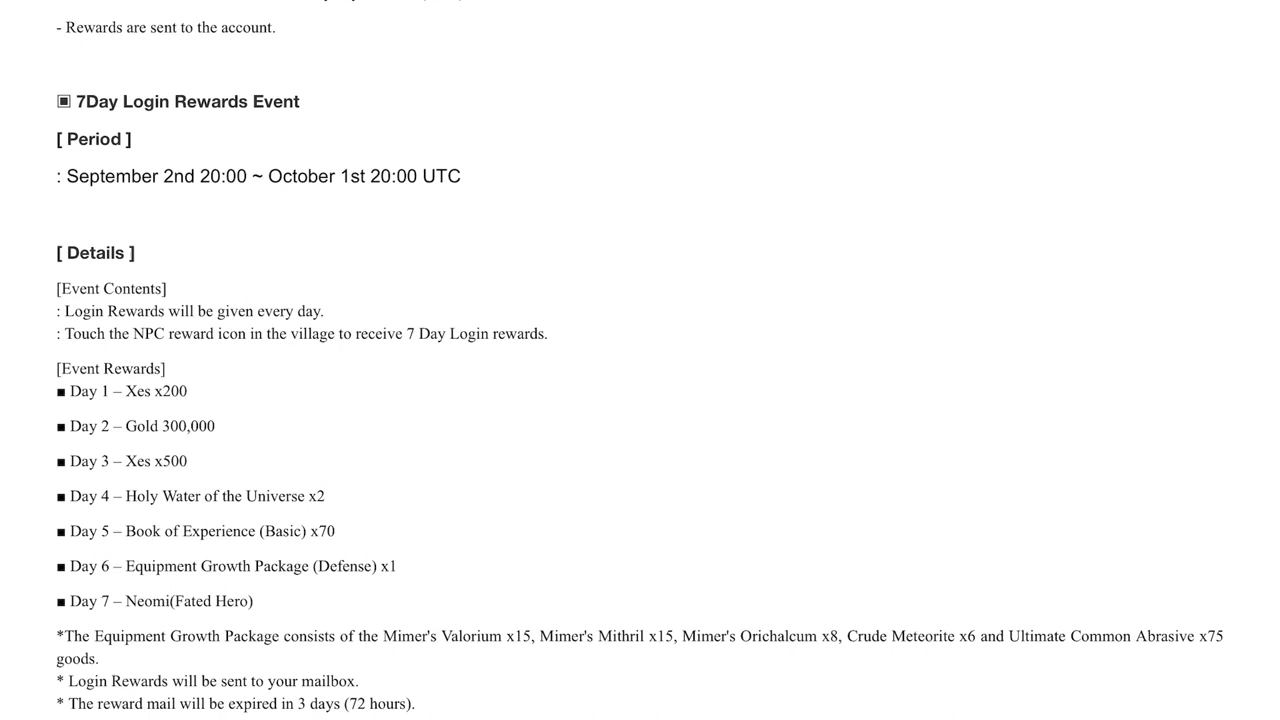 - Rewards are sent to the account.
▣ 7Day Login Rewards Event
[ Period ]
: September 2nd 20:00 ~ October 1st 20:00 UTC
[ Details ]
[Event Contents]
: Login Rewards will be given every day.
: Touch the NPC reward icon in the village to receive 7 Day Login rewards.
[Event Rewards]
■ Day 1 – Xes x200
■ Day 2 – Gold 300,000
■ Day 3 – Xes x500
■ Day 4 – Holy Water of the Universe x2
■ Day 5 – Book of Experience (Basic) x70
■ Day 6 – Equipment Growth Package (Defense) x1
■ Day 7 – Neomi(Fated Hero)
*The Equipment Growth Package consists of the Mimer's Valorium x15, Mimer's Mithril x15, Mimer's Orichalcum x8, Crude Meteorite x6 and Ultimate Common Abrasive x75
goods.
* Login Rewards will be sent to your mailbox.
* The reward mail will be expired in 3 days (72 hours).